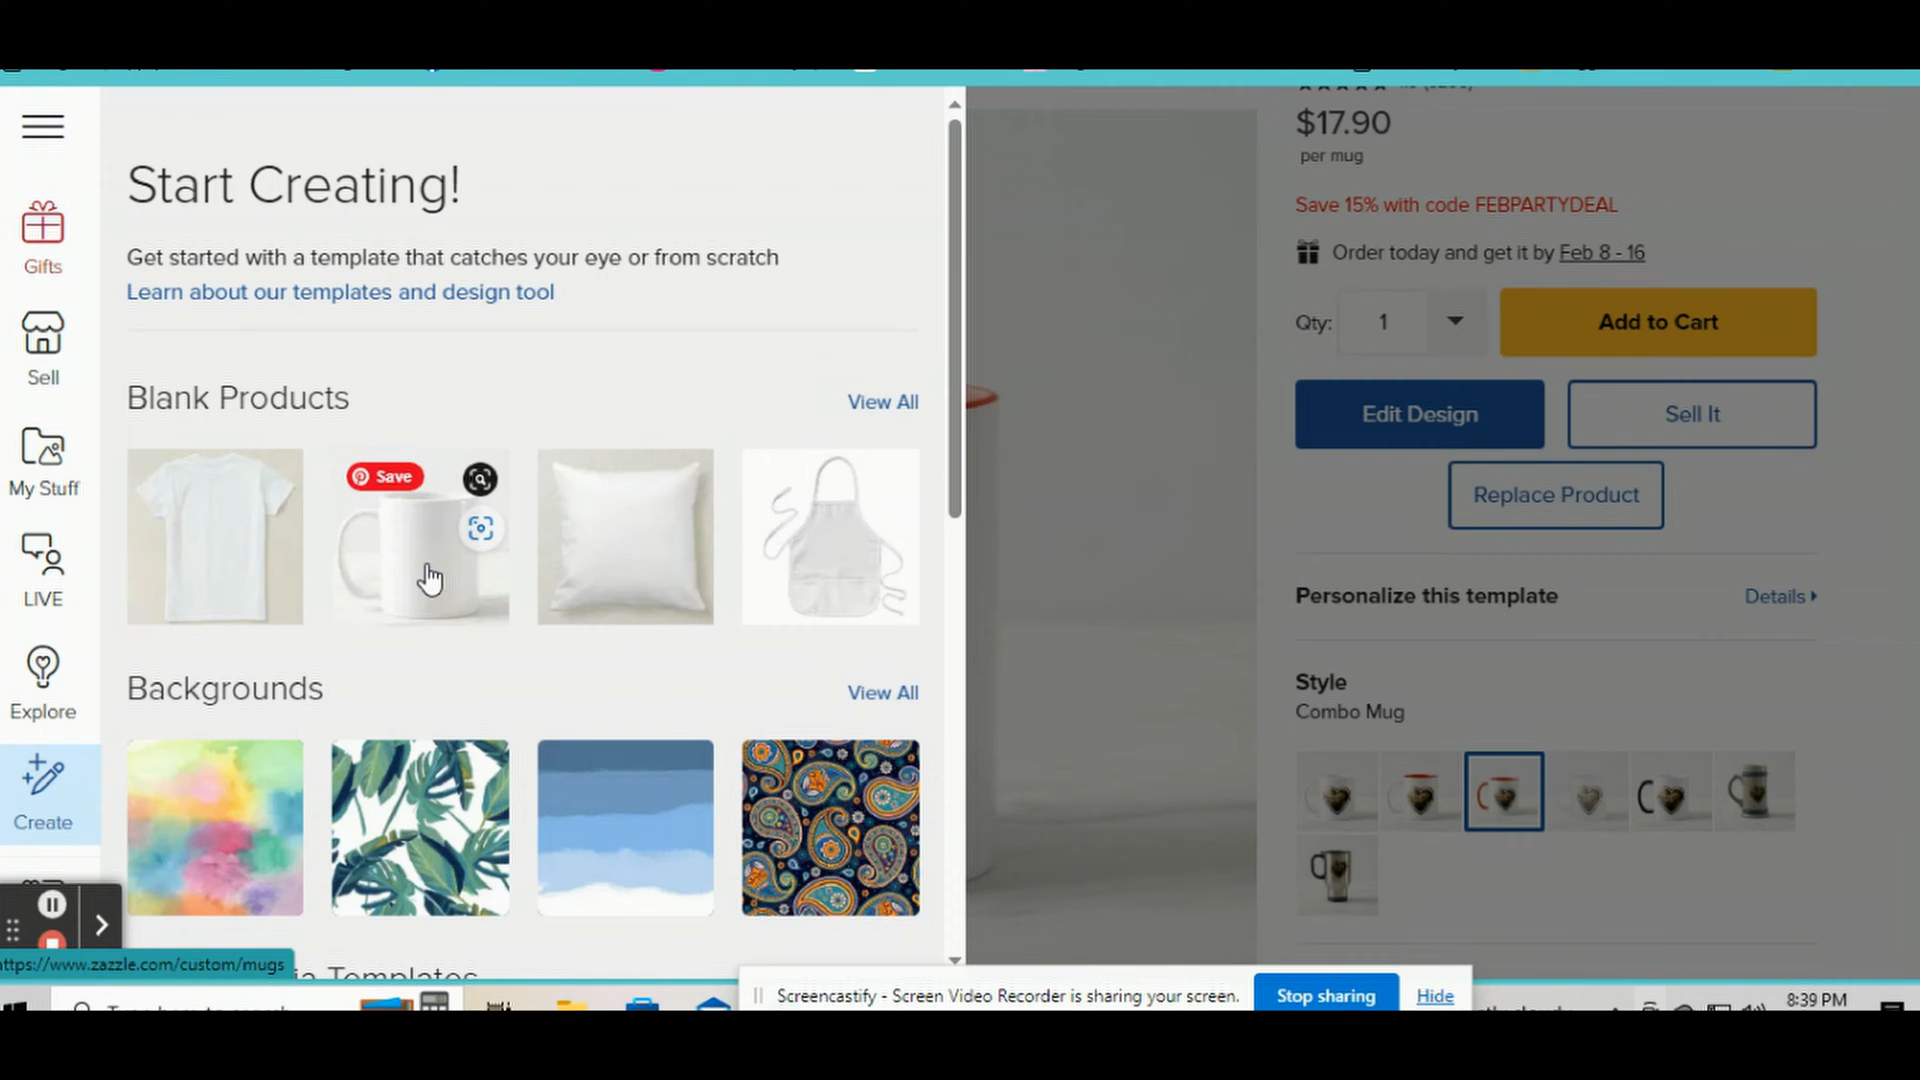 Start Creating!
Get started with a template that catches your eye or from scratch
Learn about our templates and design tool
Blank Products
View All
Save
Backgrounds
View All
Templates
Gifts
Sell
My Stuff
LIVE
Explore
Create
$17.90
per mug
Save 15% with code FEBPARTYDEAL
Order today and get it by Feb 8 - 16
Qty: 1
Add to Cart
Edit Design
Sell It
Replace Product
Personalize this template
Details
Style
Combo Mug
https://www.zazzle.com/custom/mugs
Screencastify - Screen Video Recorder is sharing your screen.
Stop sharing
Hide
8:39 PM